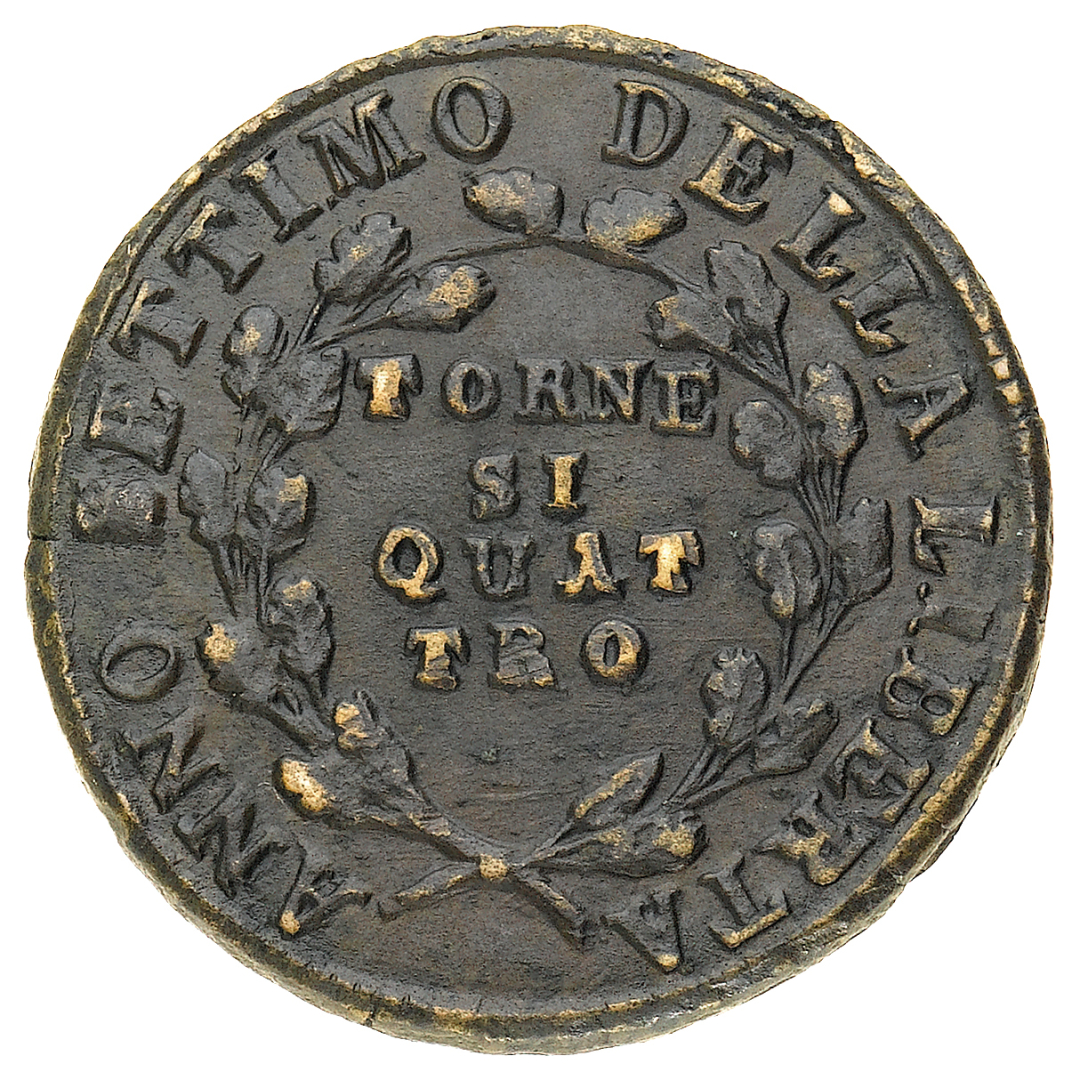 ANNO SETTIMO DELLA LIBERTA
TORNE
SI
QUAT
TRO